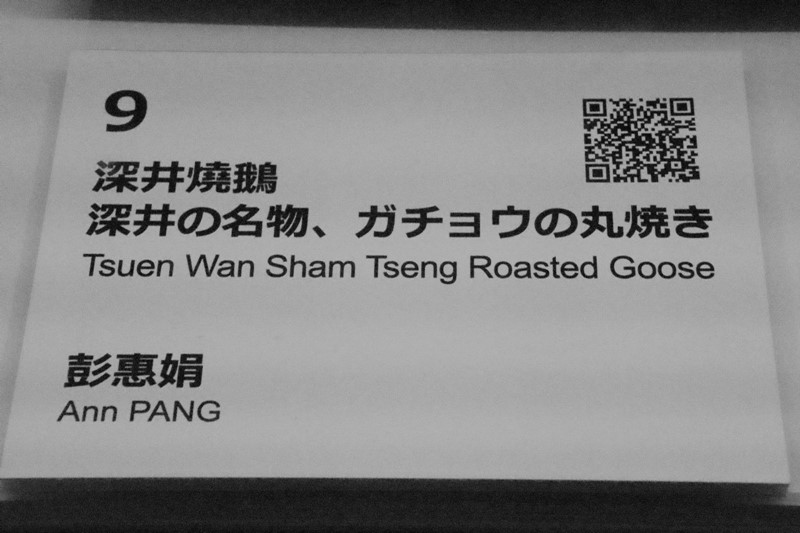 9
深井燒鵝
深井の名物、ガチョウの丸焼き
Tsuen Wan Sham Tseng Roasted Goose
彭惠娟
Ann PANG